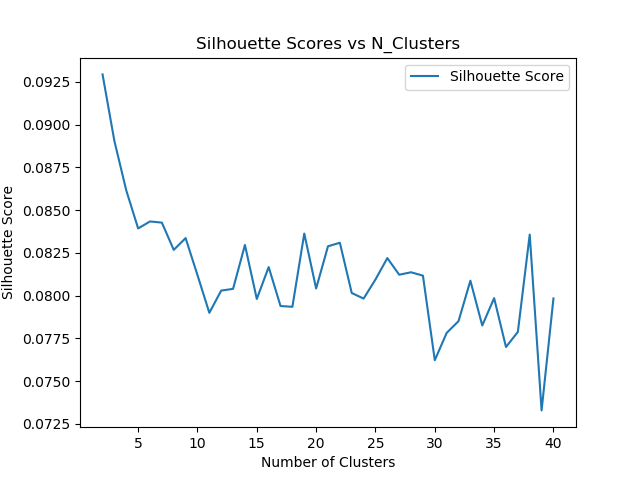 Silhouette Scores vs N_Clusters
Silhouette Score
0.0925
0.0900
0.0875
0.0850
0.0825
0.0800
0.0775
0.0750
0.0725
Silhouette Score
5 10 15 20 25 30 35 40
Number of Clusters